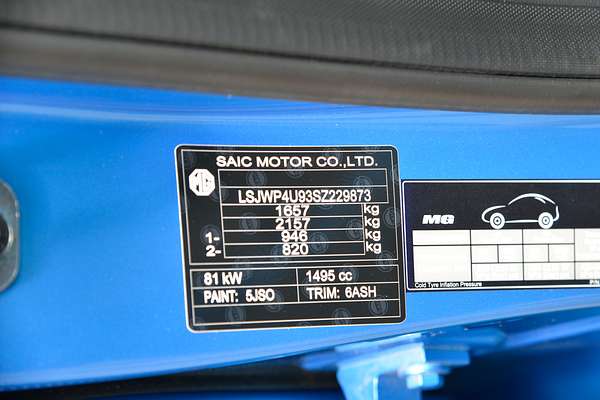 SAIC MOTOR CO.,LTD.
MG
LSJWP4U93SZ229873
1657 kg
2157 kg
1- 946 kg
2- 820 kg
81 kW 1495 cc
PAINT: 5JSO TRIM: 6ASH
MG
Cold Tyre Inflation Pressure